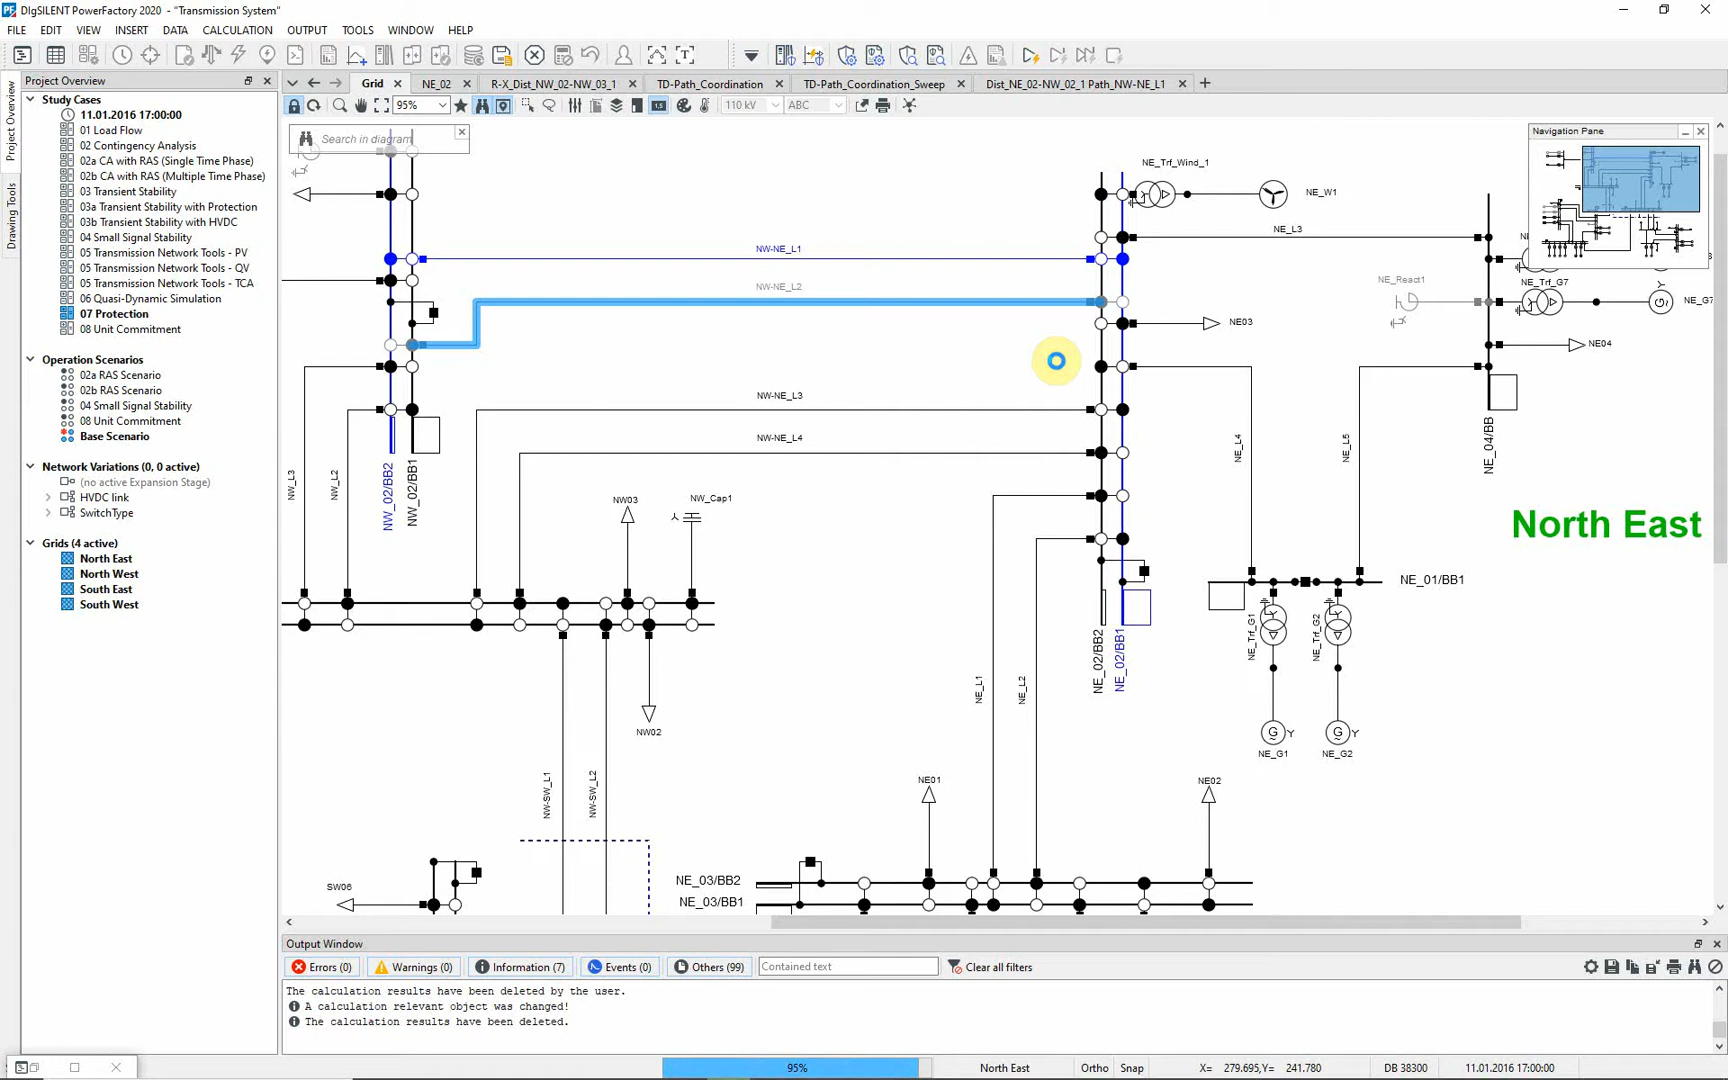 DIgSILENT PowerFactory 2020 - "Transmission System"
FILE EDIT VIEW INSERT DATA CALCULATION OUTPUT TOOLS WINDOW HELP
Project Overview
Grid NE_02 R-X_Dist_NW_02-NW_03_1 TD-Path_Coordination TD-Path_Coordination_Sweep Dist_NE_02-NW_02_1 Path_NW-NE_L1
95% 110 kV ABC
Project Overview
Drawing Tools
Study Cases
11.01.2016 17:00:00
01 Load Flow
02 Contingency Analysis
02a CA with RAS (Single Time Phase)
02b CA with RAS (Multiple Time Phase)
03 Transient Stability
03a Transient Stability with Protection
03b Transient Stability with HVDC
04 Small Signal Stability
05 Transmission Network Tools - PV
05 Transmission Network Tools - QV
05 Transmission Network Tools - TCA
06 Quasi-Dynamic Simulation
07 Protection
08 Unit Commitment
Operation Scenarios
02a RAS Scenario
02b RAS Scenario
04 Small Signal Stability
08 Unit Commitment
Base Scenario
Network Variations (0, 0 active)
(no active Expansion Stage)
HVDC link
SwitchType
Grids (4 active)
North East
North West
South East
South West
Search in diagram
Navigation Pane
NE_Trf_Wind_1
NE_W1
NE_L3
NW-NE_L1
NW-NE_L2
NE_React1
NE_Trf_G7
NE_G7
NE03
NE04
NW-NE_L3
NW-NE_L4
NW_L3
NW_L2
NW_02/BB2
NW_02/BB1
NW03
NW_Cap1
NE_L4
NE_L5
NE_04/BB
North East
NE_01/BB1
NE_Trf_G1
NE_Trf_G2
NE_02/BB2
NE_02/BB1
NE_L1
NE_L2
NW02
G Y
G Y
NE_G1
NE_G2
NW-SW_L1
NW-SW_L2
NE01
NE02
SW06
NE_03/BB2
NE_03/BB1
Output Window
Errors (0) Warnings (0) Information (7) Events (0) Others (99) Contained text Clear all filters
The calculation results have been deleted by the user.
A calculation relevant object was changed!
The calculation results have been deleted.
95% North East Ortho Snap X= 279.695,Y= 241.780 DB 38300 11.01.2016 17:00:00